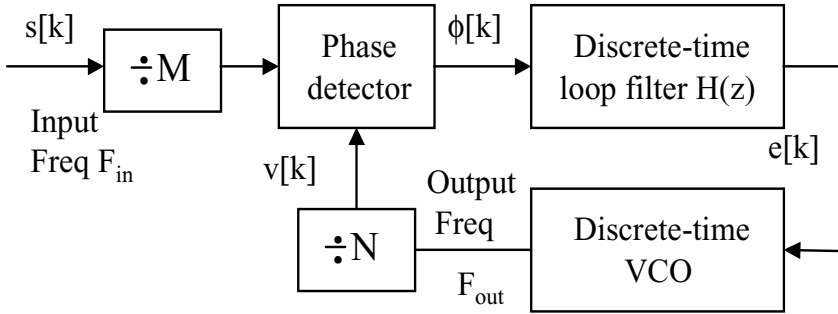 s[k]
÷M
Phase
detector
ϕ[k]
Discrete-time
loop filter H(z)
Input
Freq F_in
v[k]
e[k]
Output
Freq
÷N
F_out
Discrete-time
VCO